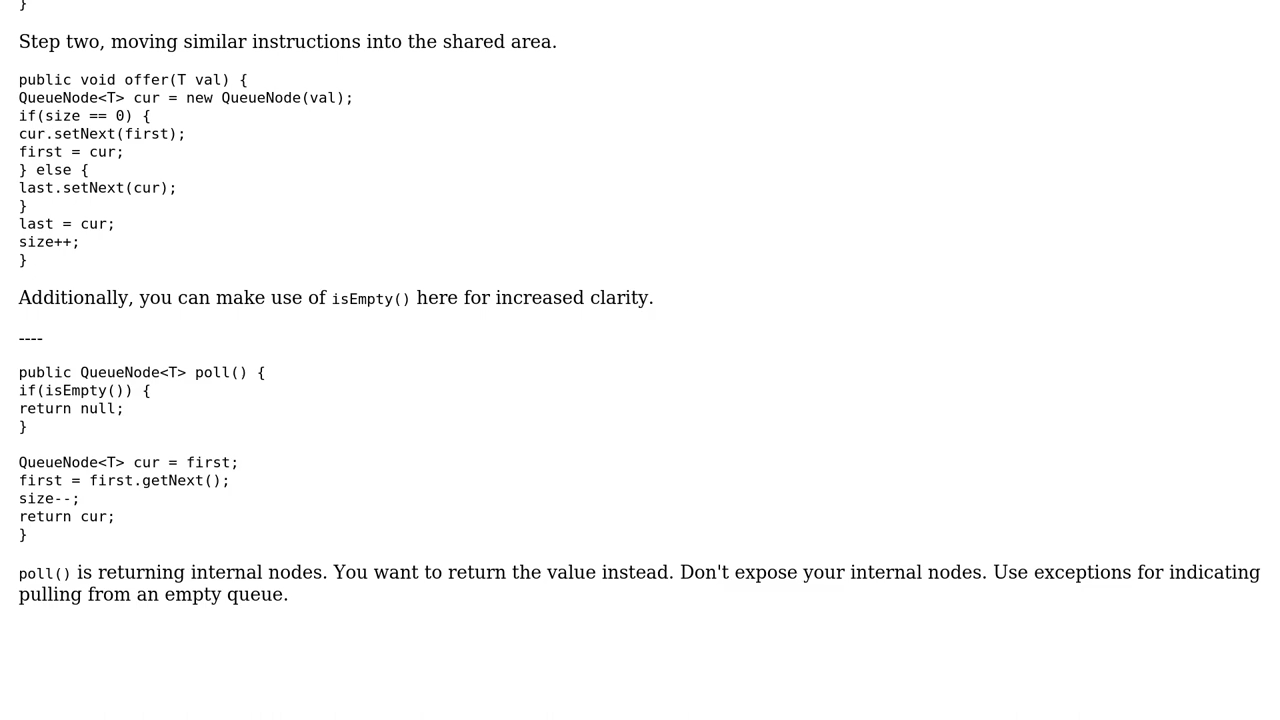 }
Step two, moving similar instructions into the shared area.
public void offer(T val) {
QueueNode<T> cur = new QueueNode(val);
if(size == 0) {
cur.setNext(first);
first = cur;
} else {
last.setNext(cur);
}
last = cur;
size++;
}
Additionally, you can make use of isEmpty() here for increased clarity.
----
public QueueNode<T> poll() {
if(isEmpty()) {
return null;
}
QueueNode<T> cur = first;
first = first.getNext();
size--;
return cur;
}
poll() is returning internal nodes. You want to return the value instead. Don't expose your internal nodes. Use exceptions for indicating
pulling from an empty queue.